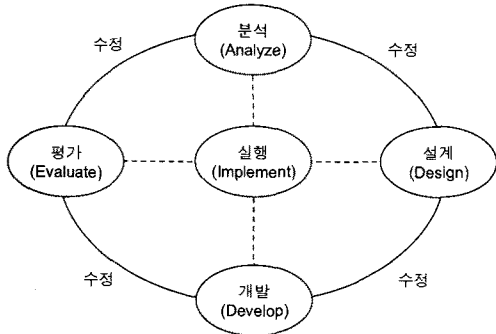 분석
(Analyze)
수정
수정
평가
(Evaluate)
실행
(Implement)
설계
(Design)
수정
수정
개발
(Develop)